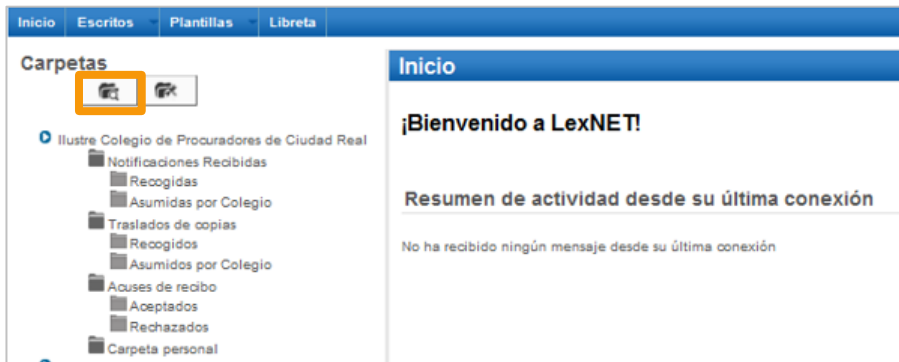 Inicio Escritos Plantillas Libreta
Carpetas
Ilustre Colegio de Procuradores de Ciudad Real
Notificaciones Recibidas
Recogidas
Asumidas por Colegio
Traslados de copias
Recogidos
Asumidos por Colegio
Acuses de recibo
Aceptados
Rechazados
Carpeta personal
Inicio
¡Bienvenido a LexNET!
Resumen de actividad desde su última conexión
No ha recibido ningún mensaje desde su última conexión